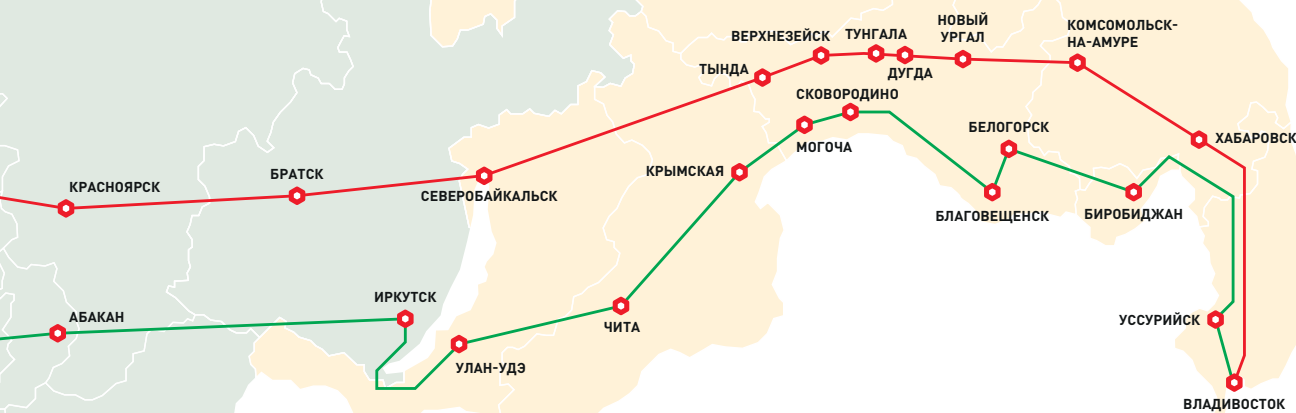 НОВЫЙ
УРГАЛ
КОМСОМОЛЬСК-
НА-АМУРЕ
ВЕРХНЕЗЕЙСК
ТУНГАЛА
ТЫНДА
ДУГДА
СКОВОРОДИНО
БЕЛОГОРСК
ХАБАРОВСК
МОГОЧА
КРЫМСКАЯ
БРАТСК
КРАСНОЯРСК
СЕВЕРОБАЙКАЛЬСК
БЛАГОВЕЩЕНСК
БИРОБИДЖАН
ИРКУТСК
АБАКАН
ЧИТА
УССУРИЙСК
УЛАН-УДЭ
ВЛАДИВОСТОК